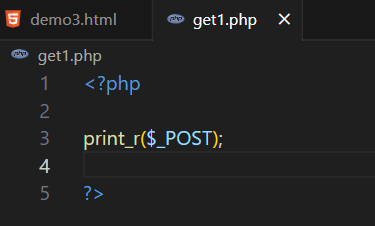 demo3.html get1.php
get1.php
1 <?php
2
3 print_r($_POST);
4
5 ?>